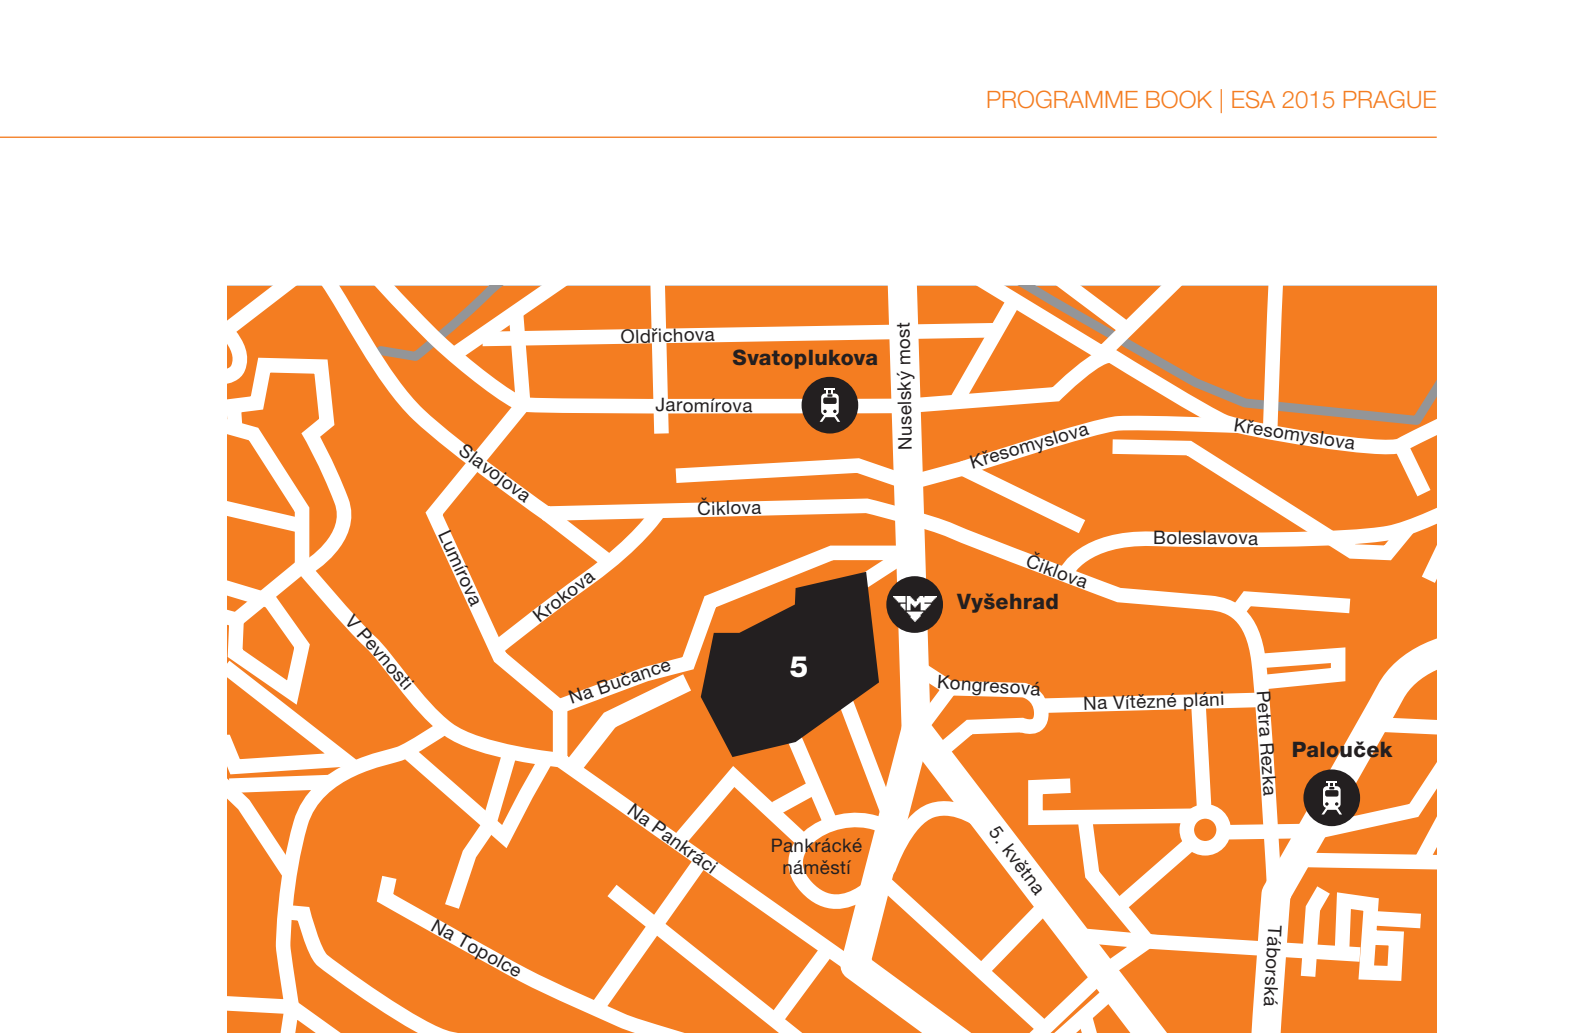 PROGRAMME BOOK | ESA 2015 PRAGUE
Oldřichova
Svatoplukova
Nuselský most
Jaromírova
Křesomyslova
Křesomyslova
Slavojova
Čiklova
Boleslavova
Lumírova
Čiklova
Krokova
Vyšehrad
V Pevnosti
5
Na Bučance
Kongresová
Na Vítězné pláni
Petra Rezka
Palouček
Na Pankráci
Pankrácké
náměstí
5. května
Na Topolce
Táborská